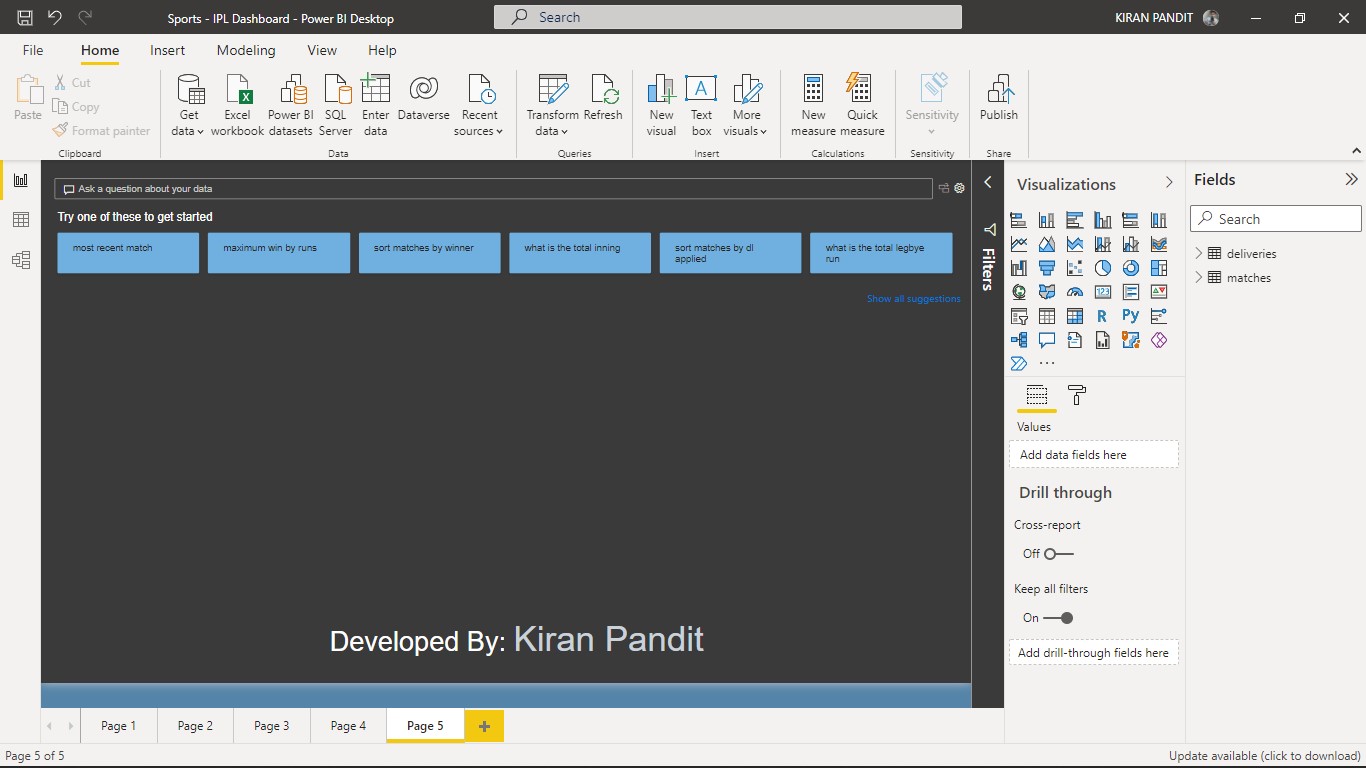 Sports - IPL Dashboard - Power BI Desktop
Search
KIRAN PANDIT
File Home Insert Modeling View Help
Paste
Cut
Copy
Format painter
Clipboard
Get data
Excel workbook
Power BI datasets
SQL Server
Enter data
Dataverse
Recent sources
Data
Transform data
Refresh
Queries
New visual
Text box
More visuals
Insert
New measure
Quick measure
Calculations
Sensitivity
Sensitivity
Publish
Share
Ask a question about your data
Try one of these to get started
most recent match
maximum win by runs
sort matches by winner
what is the total inning
sort matches by dl
applied
what is the total legbye
run
Show all suggestions
Developed By: Kiran Pandit
Filters
Visualizations
123
R
Py
Values
Add data fields here
Drill through
Cross-report
Off
Keep all filters
On
Add drill-through fields here
Fields
Search
deliveries
matches
Page 1 Page 2 Page 3 Page 4 Page 5
Page 5 of 5
Update available (click to download)